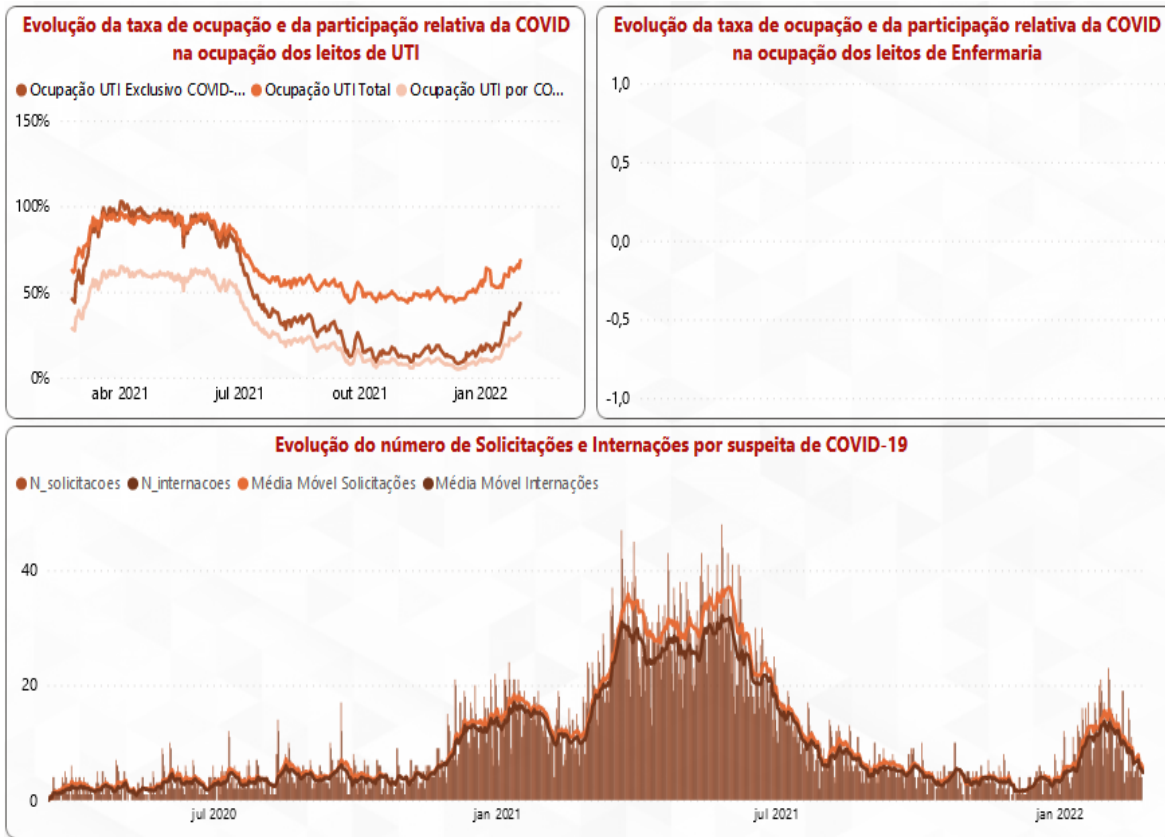 Evolução da taxa de ocupação e da participação relativa da COVID
na ocupação dos leitos de UTI
Ocupação UTI Exclusivo COVID-... Ocupação UTI Total Ocupação UTI por CO...
150%
100%
50%
0%
abr 2021 jul 2021 out 2021 jan 2022
Evolução da taxa de ocupação e da participação relativa da COVID
na ocupação dos leitos de Enfermaria
1,0
0,5
0,0
-0,5
-1,0
Evolução do número de Solicitações e Internações por suspeita de COVID-19
N_solicitacoes N_internacoes Média Móvel Solicitações Média Móvel Internações
40
20
0
jul 2020 jan 2021 jul 2021 jan 2022